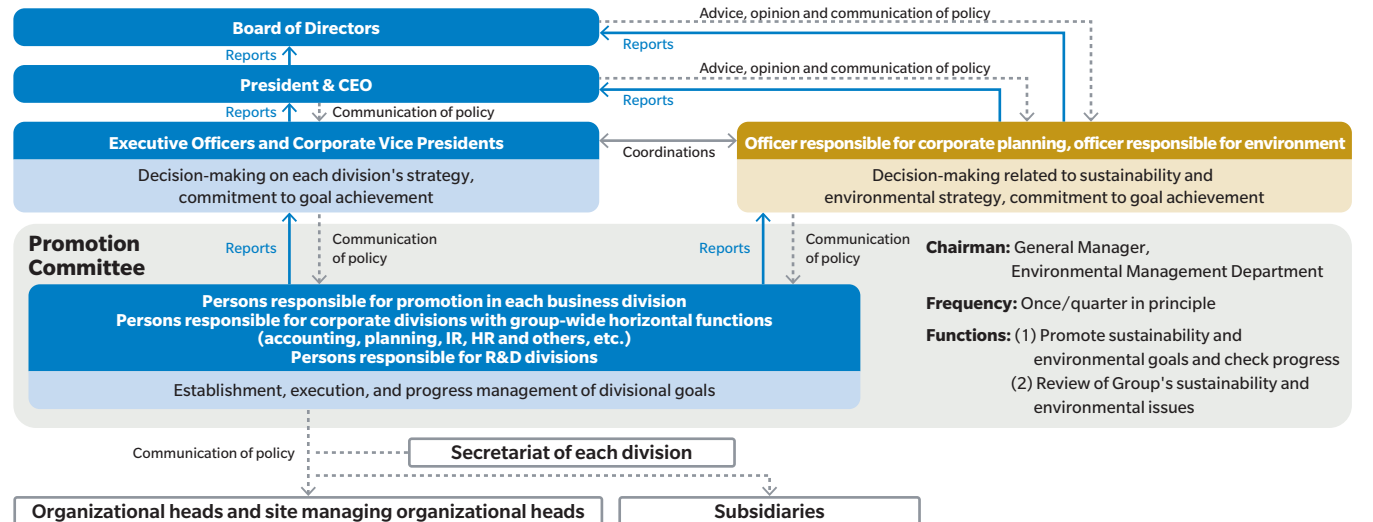 Advice, opinion and communication of policy
Board of Directors
Reports
Reports
Advice, opinion and communication of policy
President & CEO
Reports
Reports
Communication of policy
Executive Officers and Corporate Vice Presidents
Coordinations
Officer responsible for corporate planning, officer responsible for environment
Decision-making on each division's strategy,
commitment to goal achievement
Decision-making related to sustainability and
environmental strategy, commitment to goal achievement
Promotion
Committee
Reports
Communication
of policy
Reports
Communication
of policy
Chairman: General Manager,
Environmental Management Department
Frequency: Once/quarter in principle
Functions: (1) Promote sustainability and
environmental goals and check progress
(2) Review of Group's sustainability and
environmental issues
Persons responsible for promotion in each business division
Persons responsible for corporate divisions with group-wide horizontal functions
(accounting, planning, IR, HR and others, etc.)
Persons responsible for R&D divisions
Establishment, execution, and progress management of divisional goals
Communication of policy
Secretariat of each division
Organizational heads and site managing organizational heads
Subsidiaries